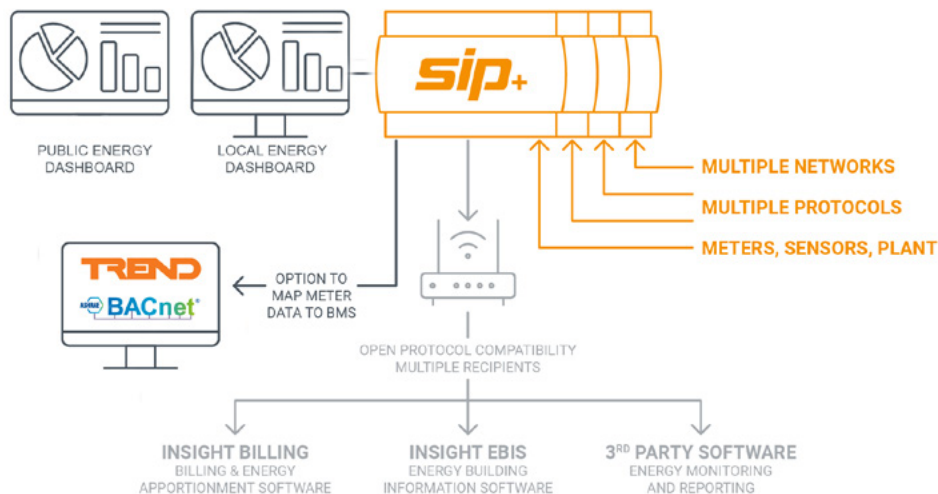 sip+
PUBLIC ENERGY
DASHBOARD
LOCAL ENERGY
DASHBOARD
MULTIPLE NETWORKS
MULTIPLE PROTOCOLS
METERS, SENSORS, PLANT
TREND
ASHRAE BACnet®
OPTION TO
MAP METER
DATA TO BMS
OPEN PROTOCOL COMPATIBILITY
MULTIPLE RECIPIENTS
INSIGHT BILLING
BILLING & ENERGY
APPORTIONMENT SOFTWARE
INSIGHT EBIS
ENERGY BUILDING
INFORMATION SOFTWARE
3RD PARTY SOFTWARE
ENERGY MONITORING
AND REPORTING